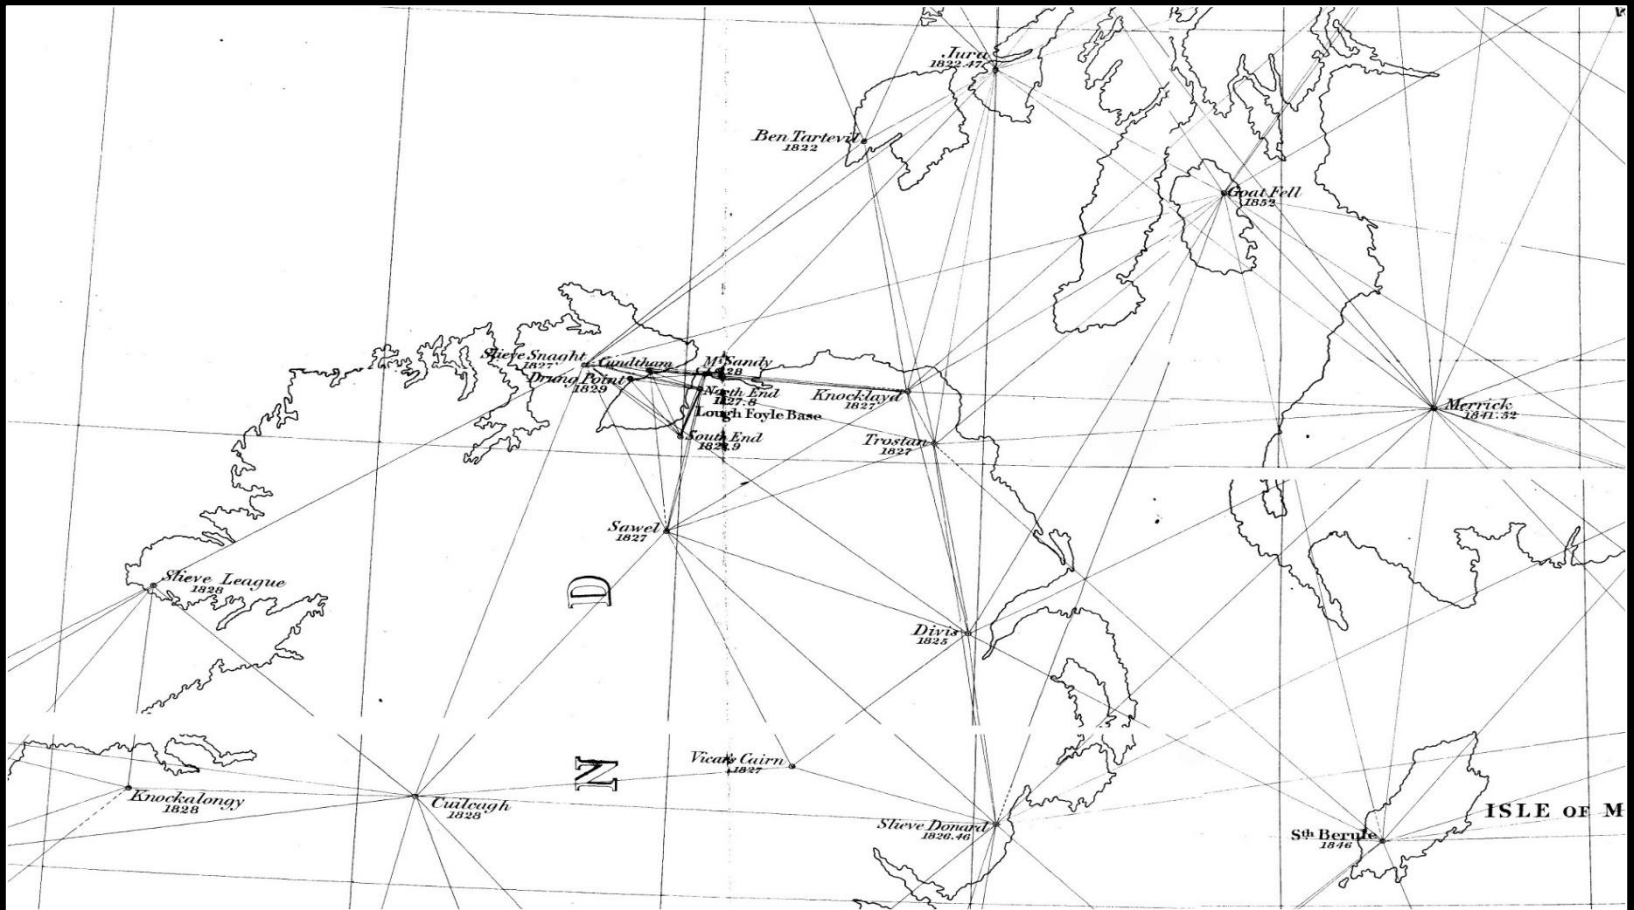 Jura
1822.47
Ben Tartevil
1822
Goat Fell
1852
Slieve Snaght
1827
Mt Sandy
1828
Drung Point
1829
North End
1827.8
Lough Foyle Base
South End
Knocklayd
1827
Trostan
1827
Merrick
1841.52
Sawel
1827
D
Slieve League
1828
Divis
1825
N
Vicars Cairn
1827
Knockalongy
1828
Cuilcagh
1828
Slieve Donard
1826.46
Sth Berule
1846
ISLE OF M